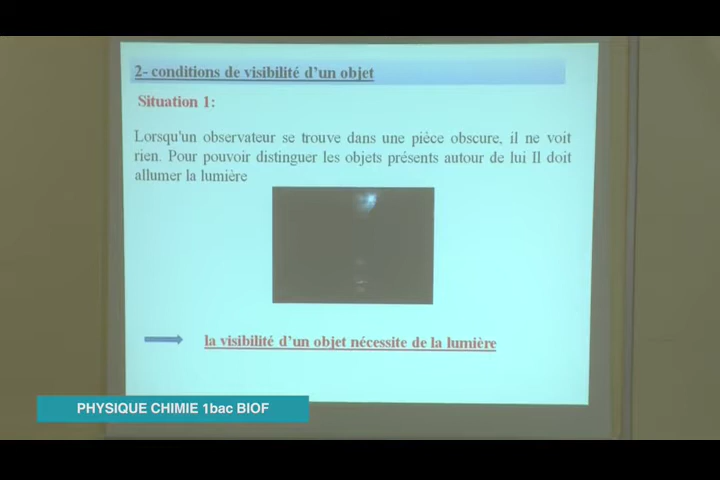 2- conditions de visibilité d'un objet
Situation 1:
Lorsqu'un observateur se trouve dans une pièce obscure, il ne voit
rien. Pour pouvoir distinguer les objets présents autour de lui Il doit
allumer la lumière
la visibilité d'un objet nécessite de la lumière
PHYSIQUE CHIMIE 1bac BIOF